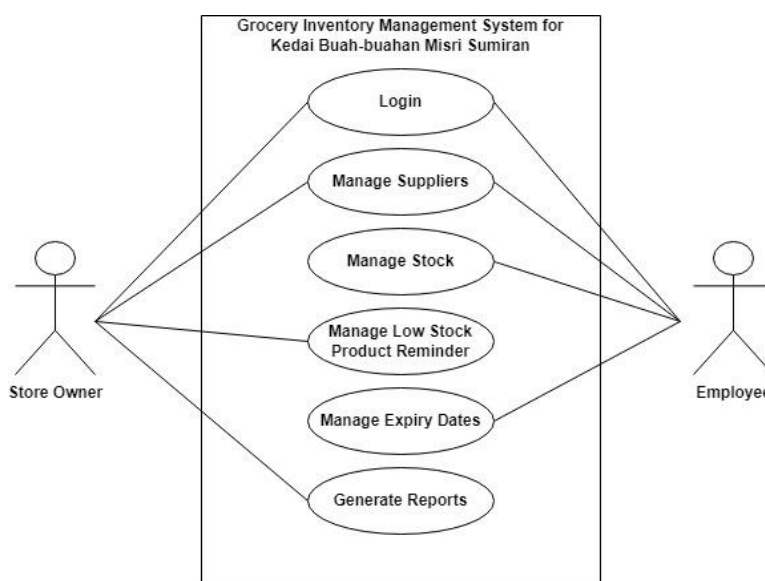 Grocery Inventory Management System for
Kedai Buah-buahan Misri Sumiran
Login
Manage Suppliers
Manage Stock
Manage Low Stock
Product Reminder
Manage Expiry Dates
Generate Reports
Store Owner
Employee